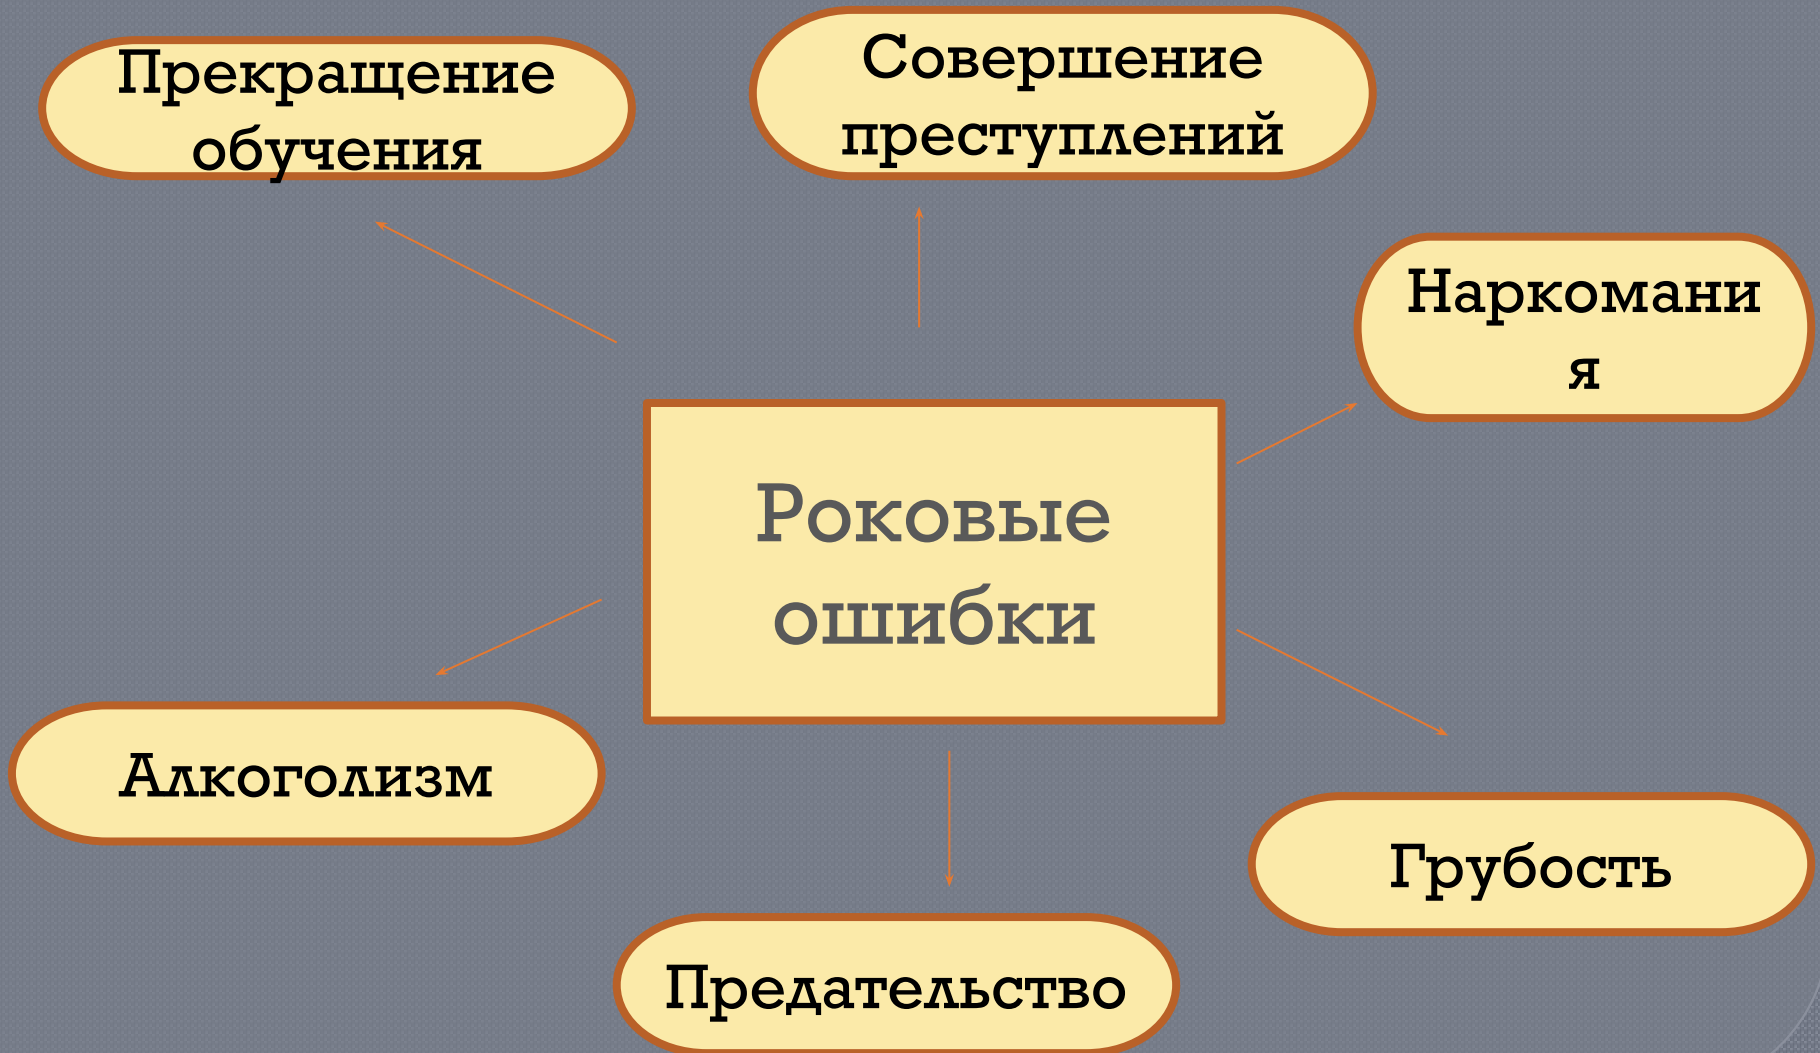 Прекращение
обучения
Совершение
преступлений
Наркомани
я
Роковые
ошибки
Алкоголизм
Грубость
Предательство